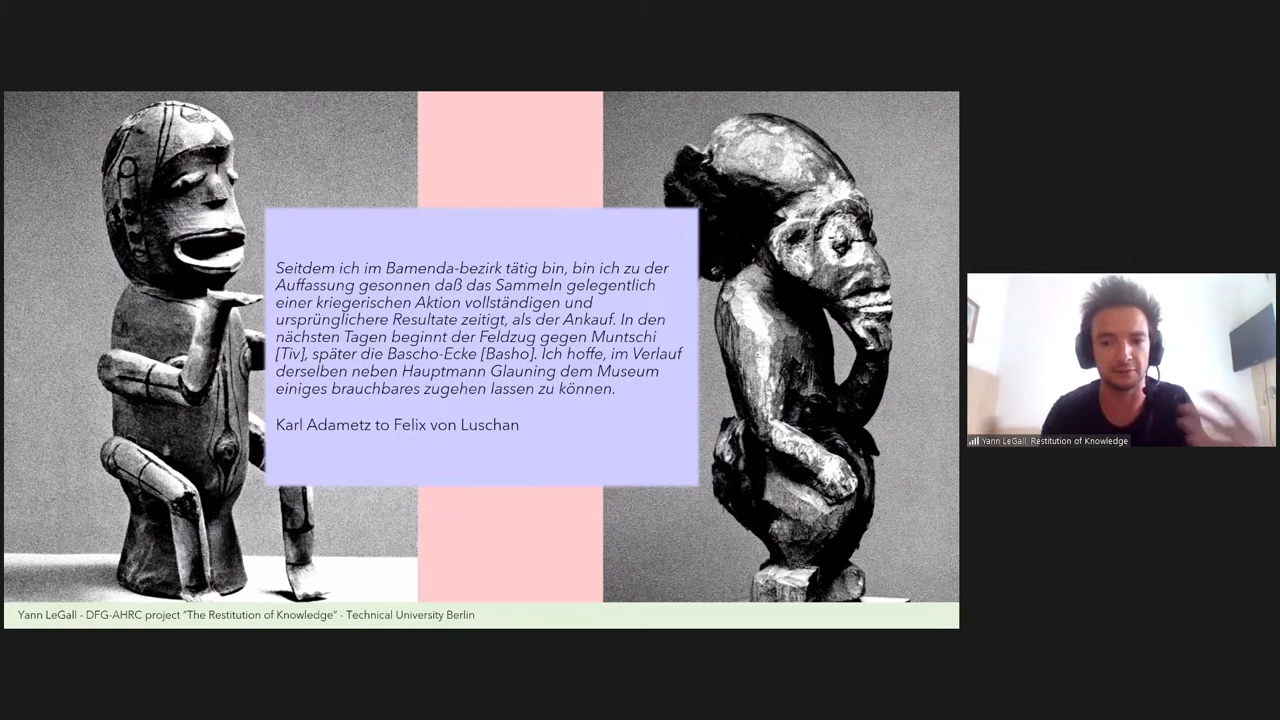 Seitdem ich im Bamenda-bezirk tätig bin, bin ich zu der
Auffassung gesonnen daß das Sammeln gelegentlich
einer kriegerischen Aktion vollständigen und
ursprünglichere Resultate zeitigt, als der Ankauf. In den
nächsten Tagen beginnt der Feldzug gegen Muntschi
[Tiv], später die Bascho-Ecke [Basho]. Ich hoffe, im Verlauf
derselben neben Hauptmann Glauning dem Museum
einiges brauchbares zugehen lassen zu können.
Karl Adametz to Felix von Luschan
Yann LeGall - DFG-AHRC project “The Restitution of Knowledge” - Technical University Berlin
Yann LeGall, Restitution of Knowledge